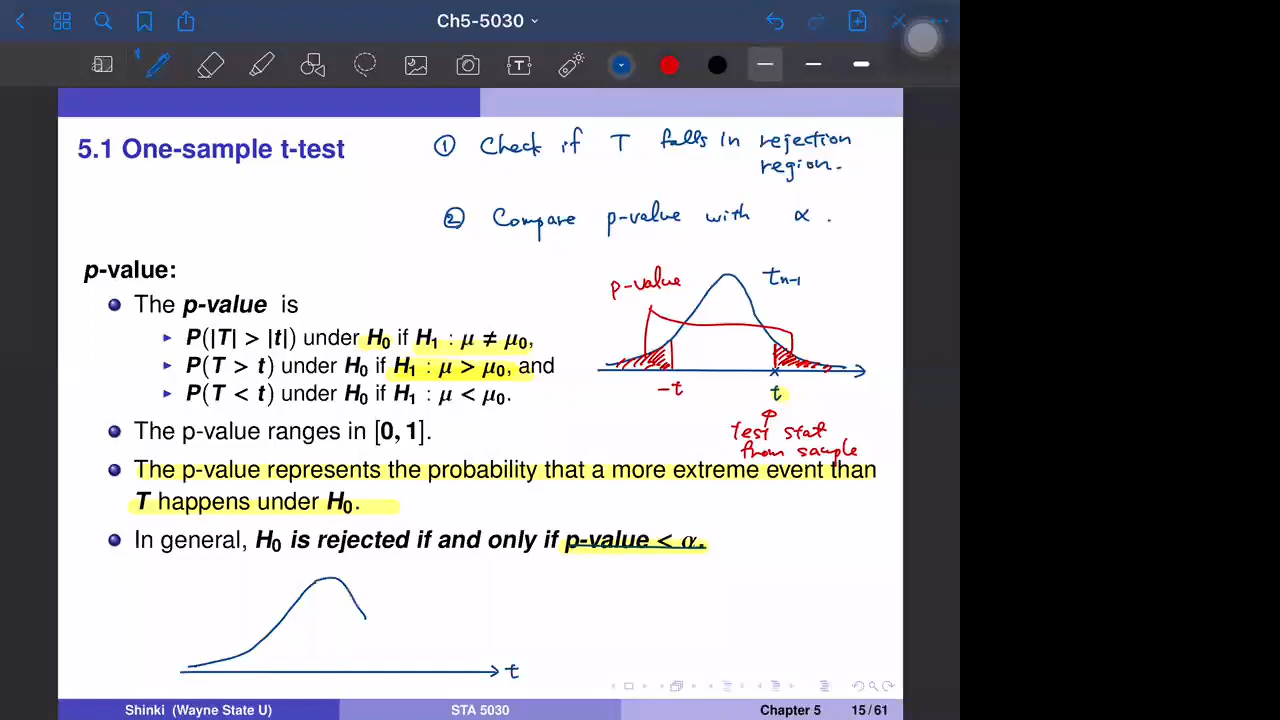 Ch5-5030
5.1 One-sample t-test
① Check if T falls in rejection
region.
② Compare p-value with α.
p-value:
The p-value is
P(|T| > |t|) under H₀ if H₁ : μ ≠ μ₀,
P(T > t) under H₀ if H₁ : μ > μ₀, and
P(T < t) under H₀ if H₁ : μ < μ₀.
p-value
tn-1
-t
t
test stat
from sample
The p-value ranges in [0, 1].
The p-value represents the probability that a more extreme event than
T happens under H₀.
In general, H₀ is rejected if and only if p-value < α.
t
Shinki (Wayne State U)
STA 5030
Chapter 5
15/61